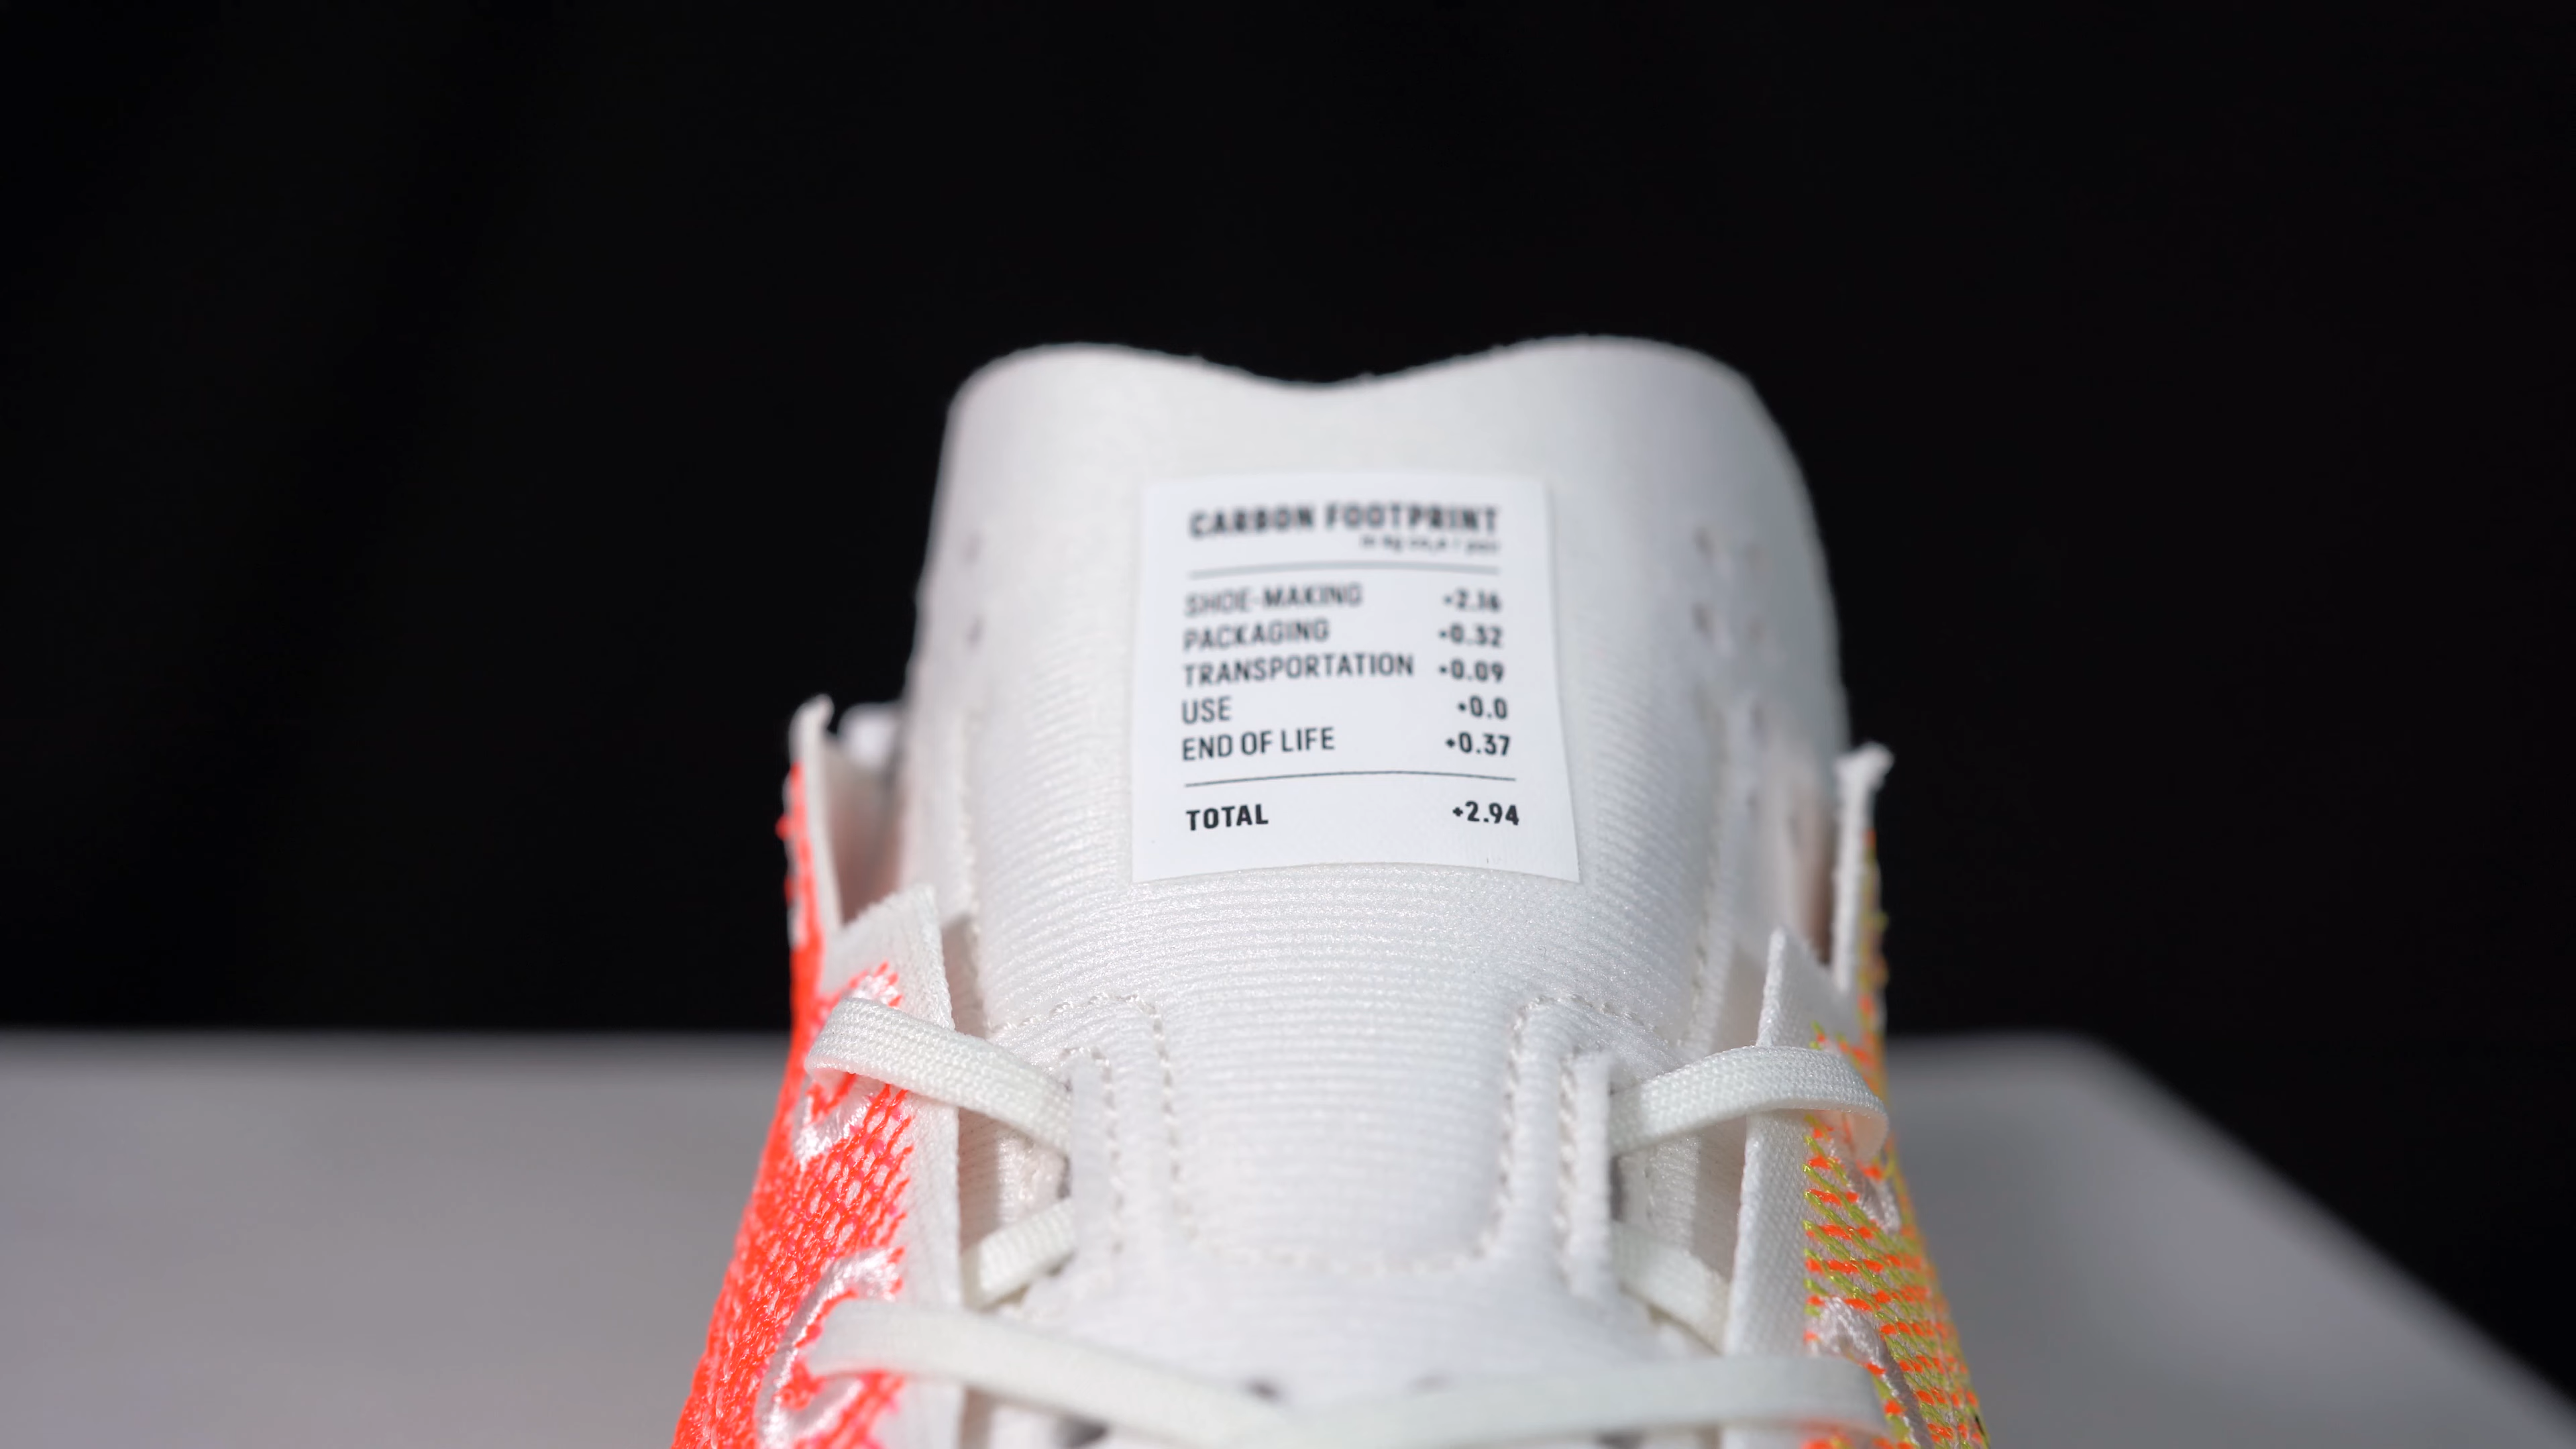 CARBON FOOTPRINT
SHOE-MAKING +2.16
PACKAGING +0.32
TRANSPORTATION +0.09
USE +0.0
END OF LIFE +0.37
TOTAL +2.94